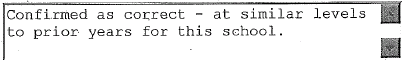 Confirmed as correct - at similar levels
to prior years for this school.